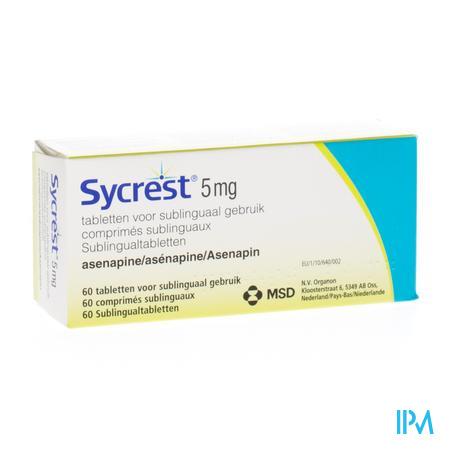 Sycrest® 5mg
tabletten voor sublinguaal gebruik
comprimés sublinguaux
Sublingualtabletten
asenapine/asénapine/Asenapin
EU/1/10/640/002
60 tabletten voor sublinguaal gebruik
60 comprimés sublinguaux
60 Sublingualtabletten
MSD
N.V. Organon
Kloosterstraat 6, 5349 AB Oss,
Nederland/Pays-Bas/Niederlande
Sycrest® 5mg
IPM